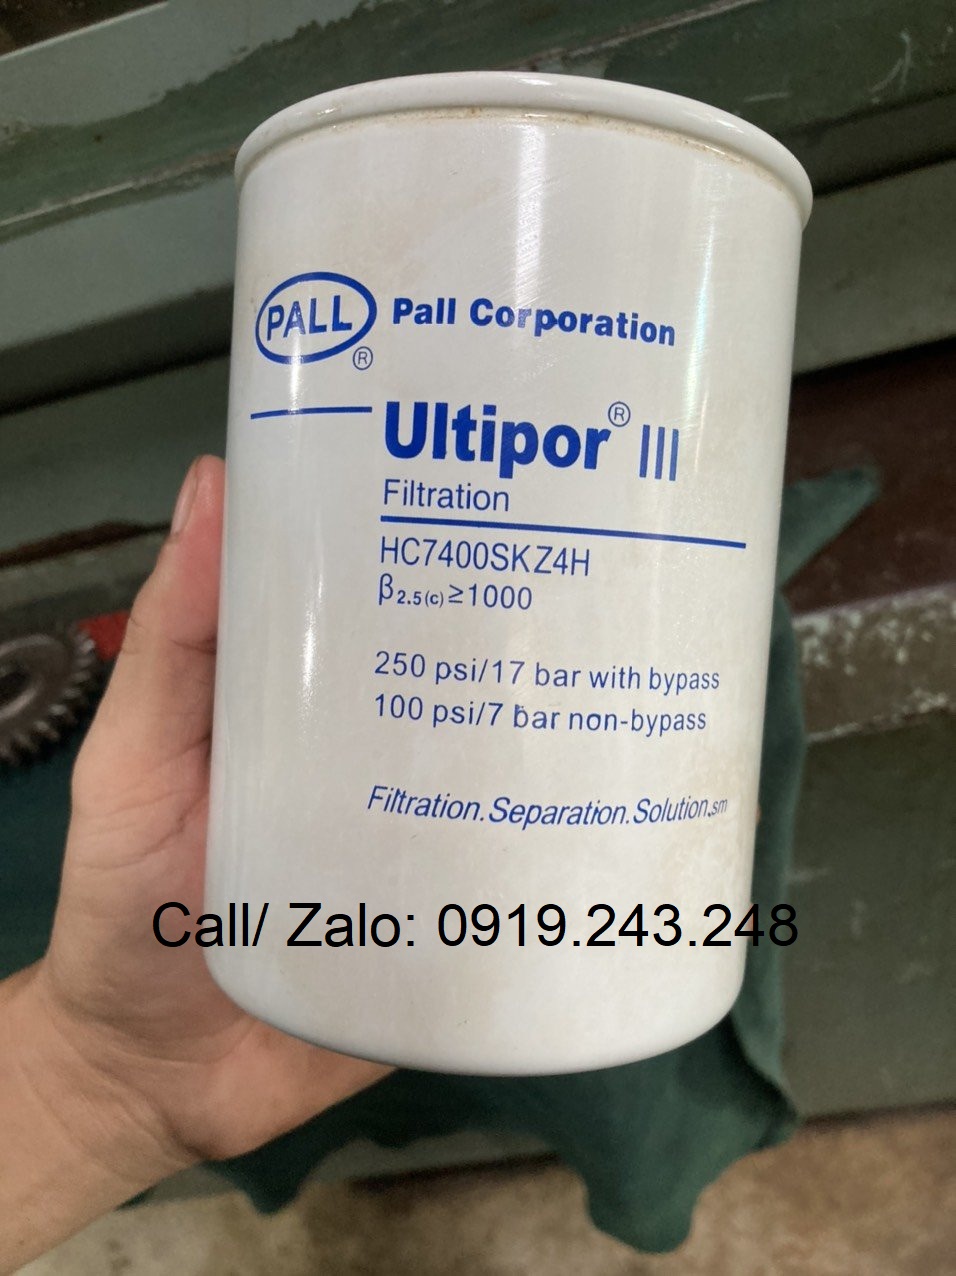 PALL
®
Pall Corporation
Ultipor® III
Filtration
HC7400SKZ4H
β2.5(c)≥1000
250 psi/17 bar with bypass
100 psi/7 bar non-bypass
Filtration.Separation.Solution.sm
Call/ Zalo: 0919.243.248